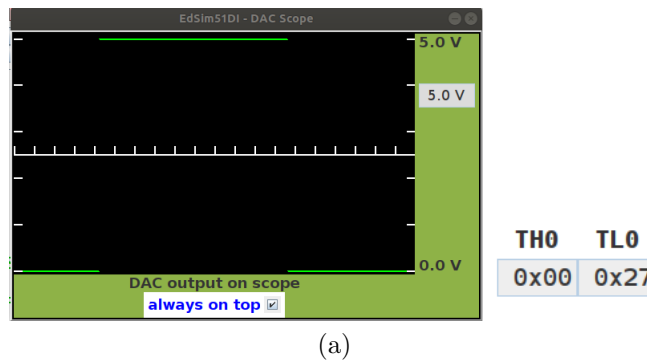 EdSim51DI - DAC Scope
5.0 V
5.0 V
0.0 V
DAC output on scope
always on top
TH0 TL0
0x00 0x27
(a)